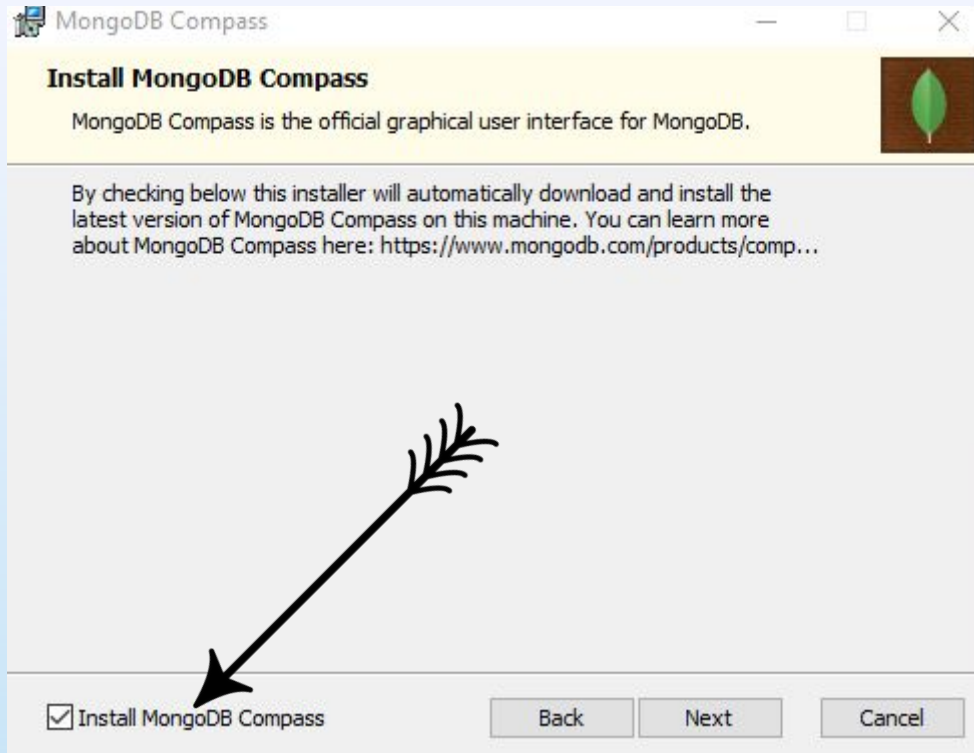 MongoDB Compass
Install MongoDB Compass
MongoDB Compass is the official graphical user interface for MongoDB.
By checking below this installer will automatically download and install the
latest version of MongoDB Compass on this machine. You can learn more
about MongoDB Compass here: https://www.mongodb.com/products/comp...
Install MongoDB Compass
Back
Next
Cancel